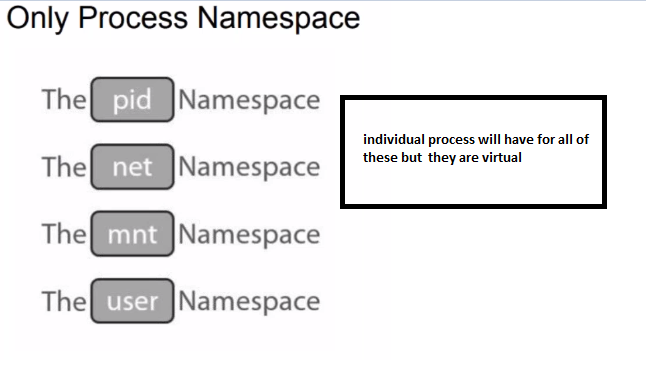 Only Process Namespace
The pid Namespace
individual process will have for all of
these but they are virtual
The net Namespace
The mnt Namespace
The user Namespace